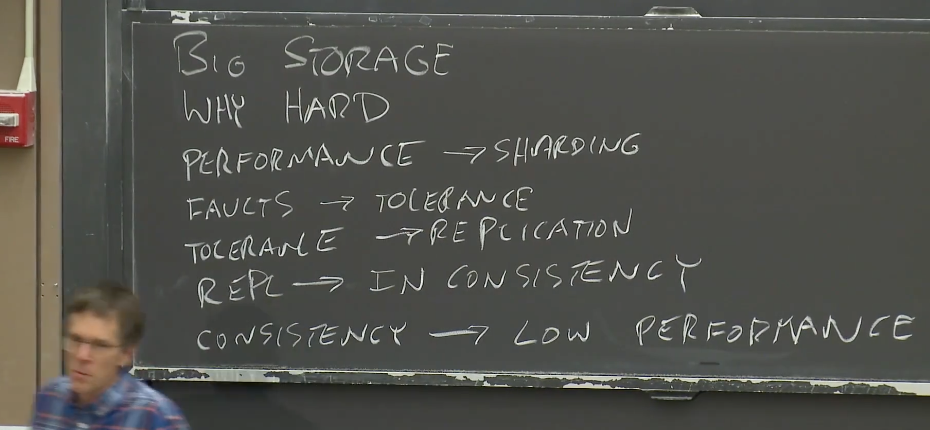 BIG STORAGE
WHY HARD
PERFORMANCE → SHARDING
FAULTS → TOLERANCE
TOLERANCE → REPLICATION
REPL → IN CONSISTENCY
CONSISTENCY → LOW PERFORMANCE
FIRE